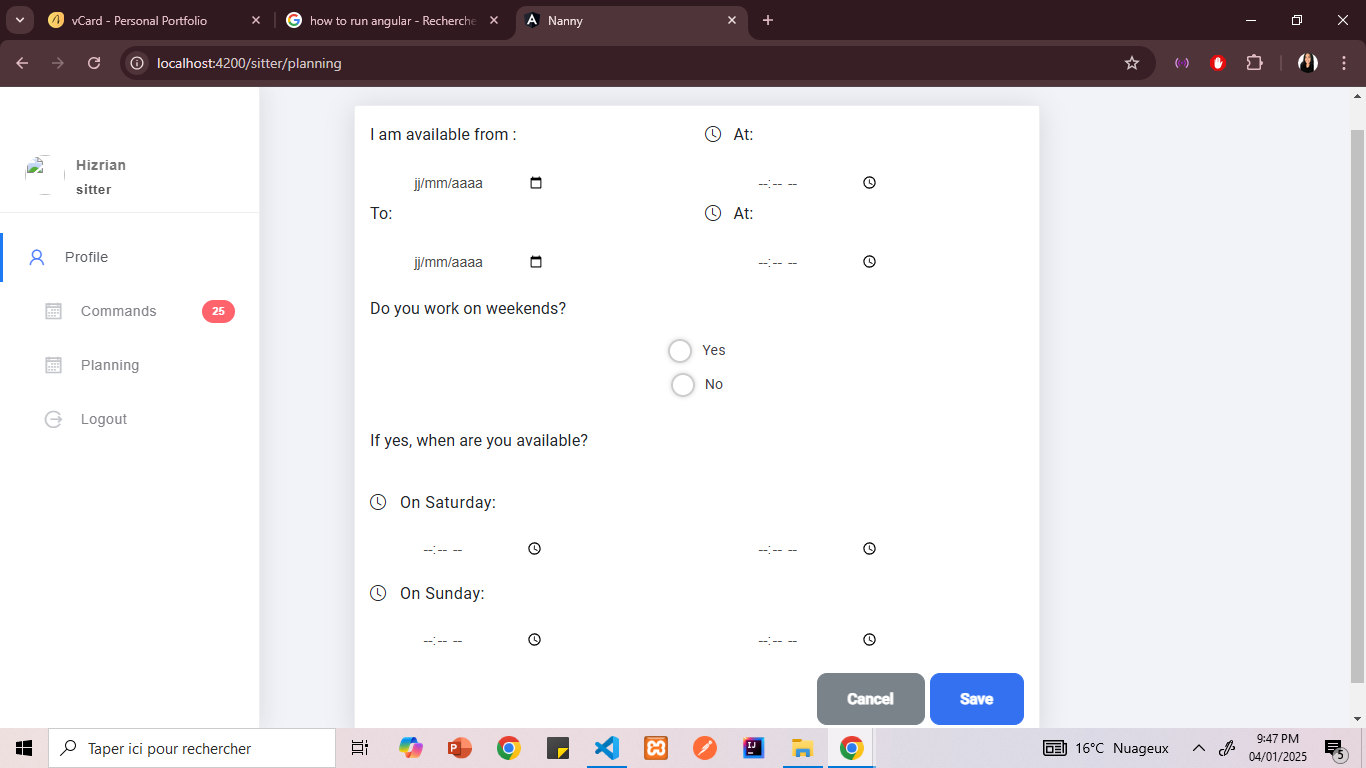 vCard - Personal Portfolio
how to run angular - Recherche
Nanny
localhost:4200/sitter/planning
Hizrian
sitter
Profile
Commands 25
Planning
Logout
I am available from : At:
jj/mm/aaaa --:-- --
To: At:
jj/mm/aaaa --:-- --
Do you work on weekends?
Yes
No
If yes, when are you available?
On Saturday:
--:-- -- --:-- --
On Sunday:
--:-- -- --:-- --
Cancel Save
Taper ici pour rechercher
16°C Nuageux
9:47 PM
04/01/2025
5